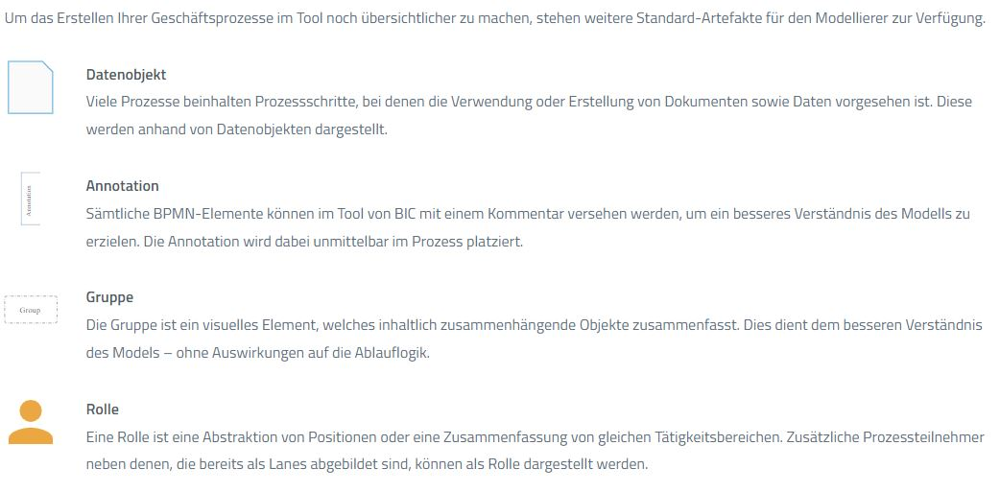 Um das Erstellen Ihrer Geschäftsprozesse im Tool noch übersichtlicher zu machen, stehen weitere Standard-Artefakte für den Modellierer zur Verfügung.
Datenobjekt
Viele Prozesse beinhalten Prozessschritte, bei denen die Verwendung oder Erstellung von Dokumenten sowie Daten vorgesehen ist. Diese
werden anhand von Datenobjekten dargestellt.
Annotation
Annotation
Sämtliche BPMN-Elemente können im Tool von BIC mit einem Kommentar versehen werden, um ein besseres Verständnis des Modells zu
erzielen. Die Annotation wird dabei unmittelbar im Prozess platziert.
Group
Gruppe
Die Gruppe ist ein visuelles Element, welches inhaltlich zusammenhängende Objekte zusammenfasst. Dies dient dem besseren Verständnis
des Models – ohne Auswirkungen auf die Ablauflogik.
Rolle
Eine Rolle ist eine Abstraktion von Positionen oder eine Zusammenfassung von gleichen Tätigkeitsbereichen. Zusätzliche Prozessteilnehmer
neben denen, die bereits als Lanes abgebildet sind, können als Rolle dargestellt werden.